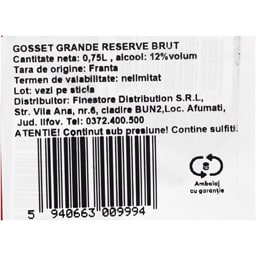 GOSSET GRANDE RESERVE BRUT
Cantitate neta: 0,75L , alcool: 12%volum
Tara de origine: Franta
Termen de valabilitate: nelimitat
Lot: vezi pe sticla
Distribuitor: Finestore Distribution S.R.L,
Str. Vila Ana, nr.6, cladire BUN2,Loc. Afumati,
Jud. Ilfov. Tel: 0372.400.500
ATENTIE! Continut sub presiune! Contine sulfiti.
Ambalaj
cu garanție
5 940663 009994